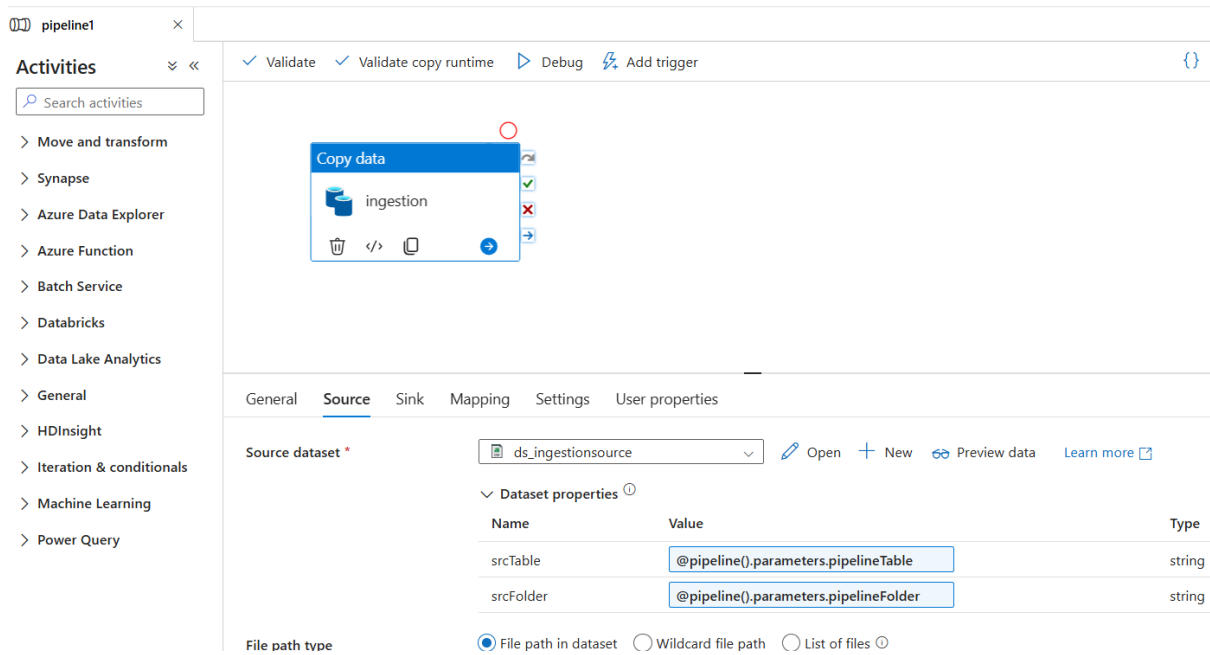 pipeline1
Activities
Search activities
Move and transform
Synapse
Azure Data Explorer
Azure Function
Batch Service
Databricks
Data Lake Analytics
General
HDInsight
Iteration & conditionals
Machine Learning
Power Query
Validate Validate copy runtime Debug Add trigger {}
Copy data
ingestion
General Source Sink Mapping Settings User properties
Source dataset * ds_ingestionsource Open New Preview data Learn more
Dataset properties
Name Value Type
srcTable @pipeline().parameters.pipelineTable string
srcFolder @pipeline().parameters.pipelineFolder string
File path type File path in dataset Wildcard file path List of files